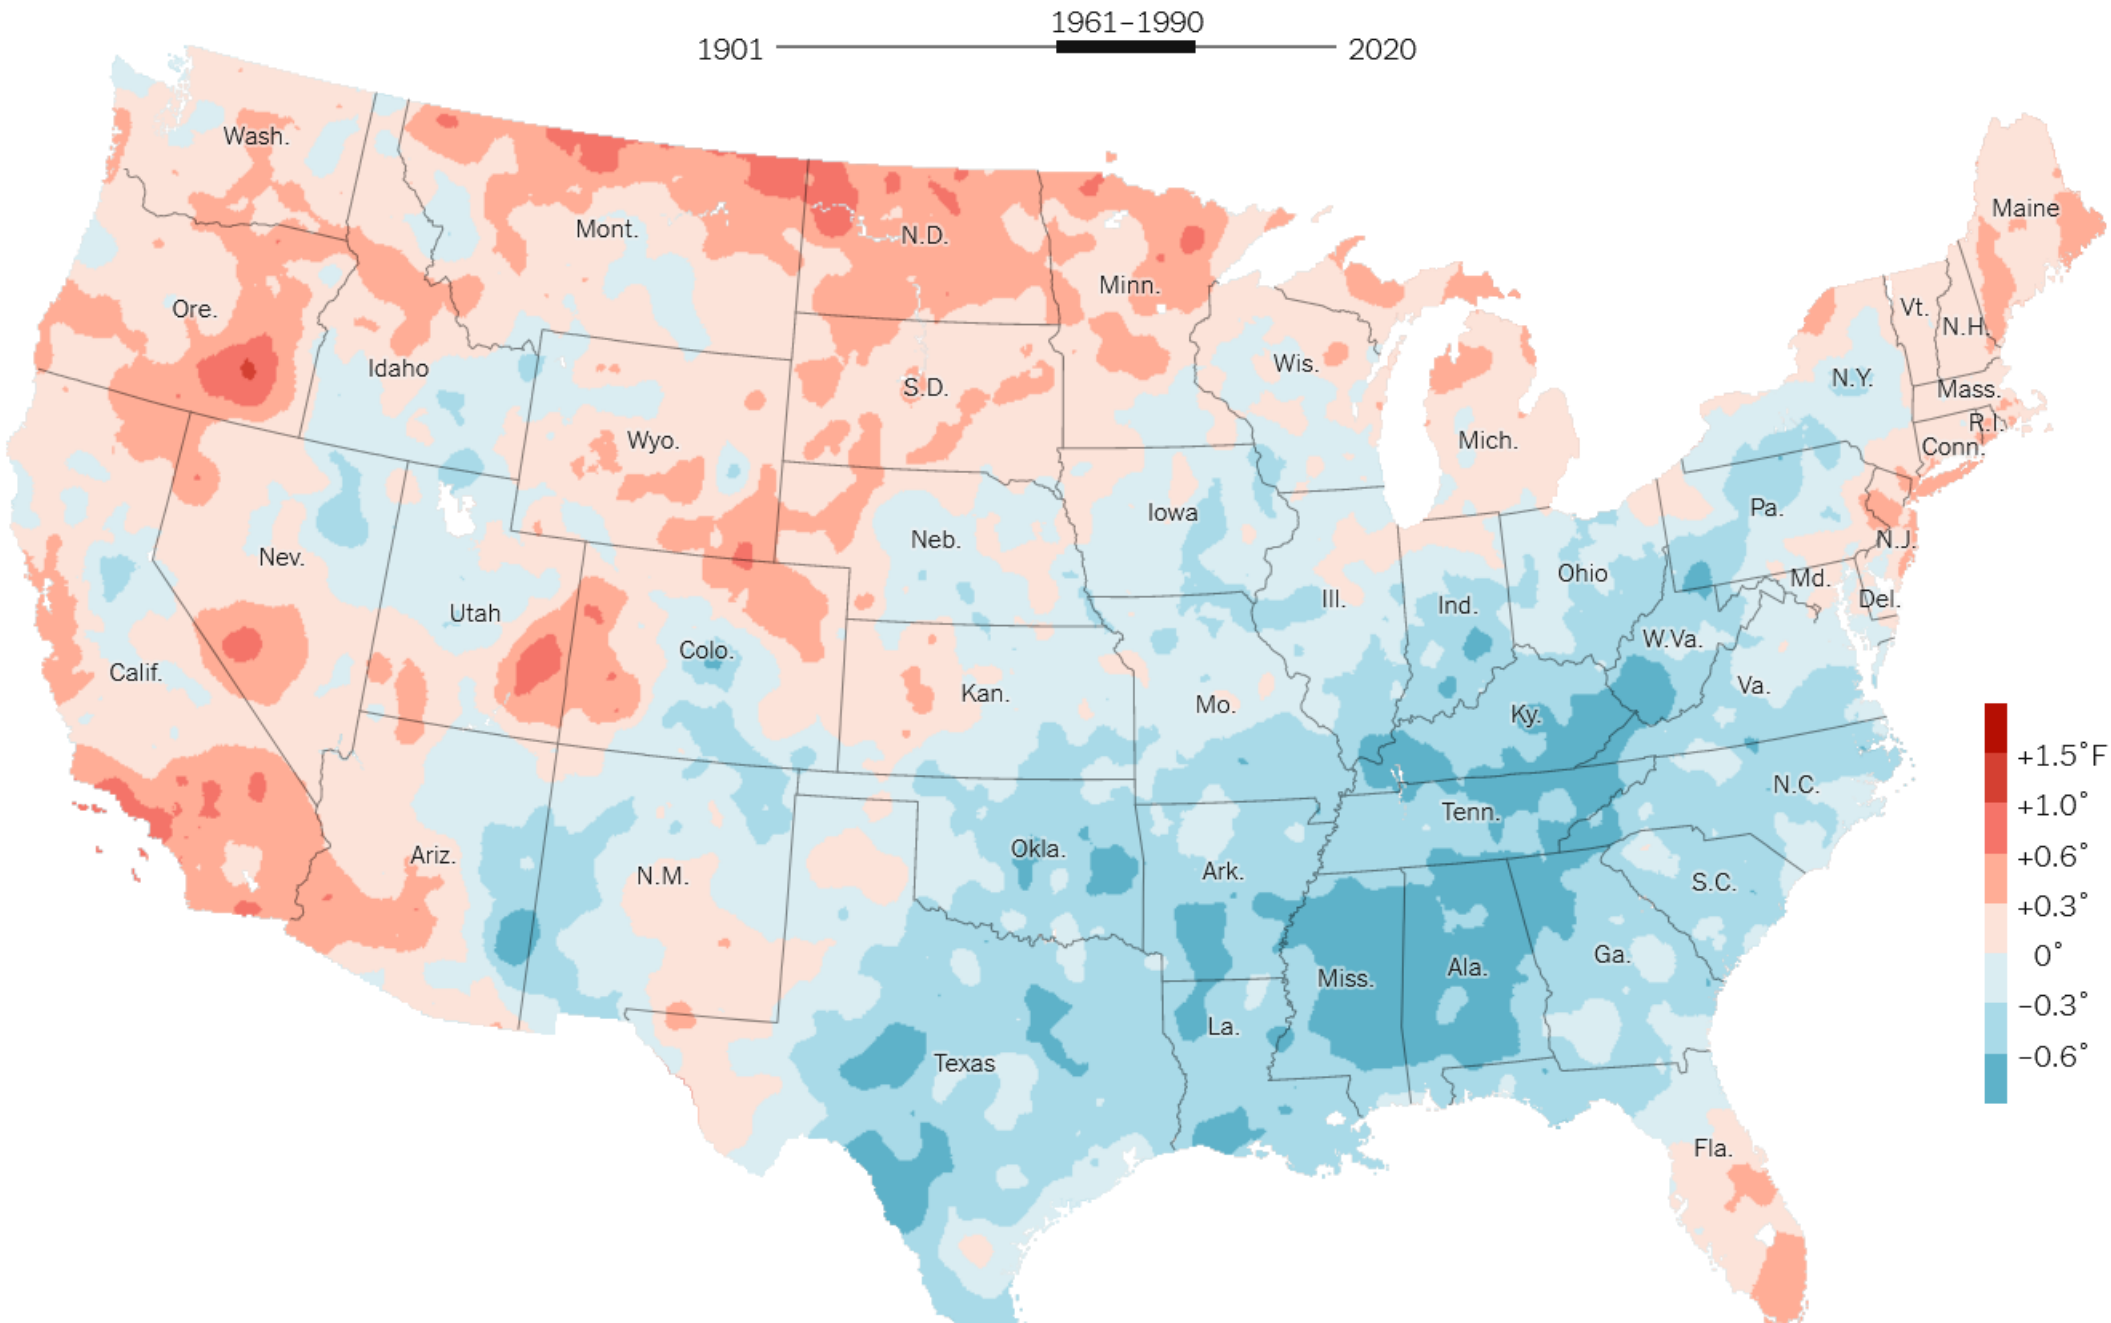 1961–1990
1901
2020
Wash.
Mont.
N.D.
Minn.
Maine
Ore.
Idaho
Wyo.
S.D.
Wis.
Mich.
Vt.
N.H.
N.Y.
Mass.
R.I.
Conn.
Nev.
Utah
Colo.
Neb.
Iowa
Ill.
Ind.
Ohio
Pa.
N.J.
Md.
Del.
Calif.
Kan.
Mo.
Ky.
W.Va.
Va.
Ariz.
N.M.
Okla.
Ark.
Tenn.
N.C.
S.C.
Texas
La.
Miss.
Ala.
Ga.
Fla.
+1.5°F
+1.0°
+0.6°
+0.3°
0°
−0.3°
−0.6°